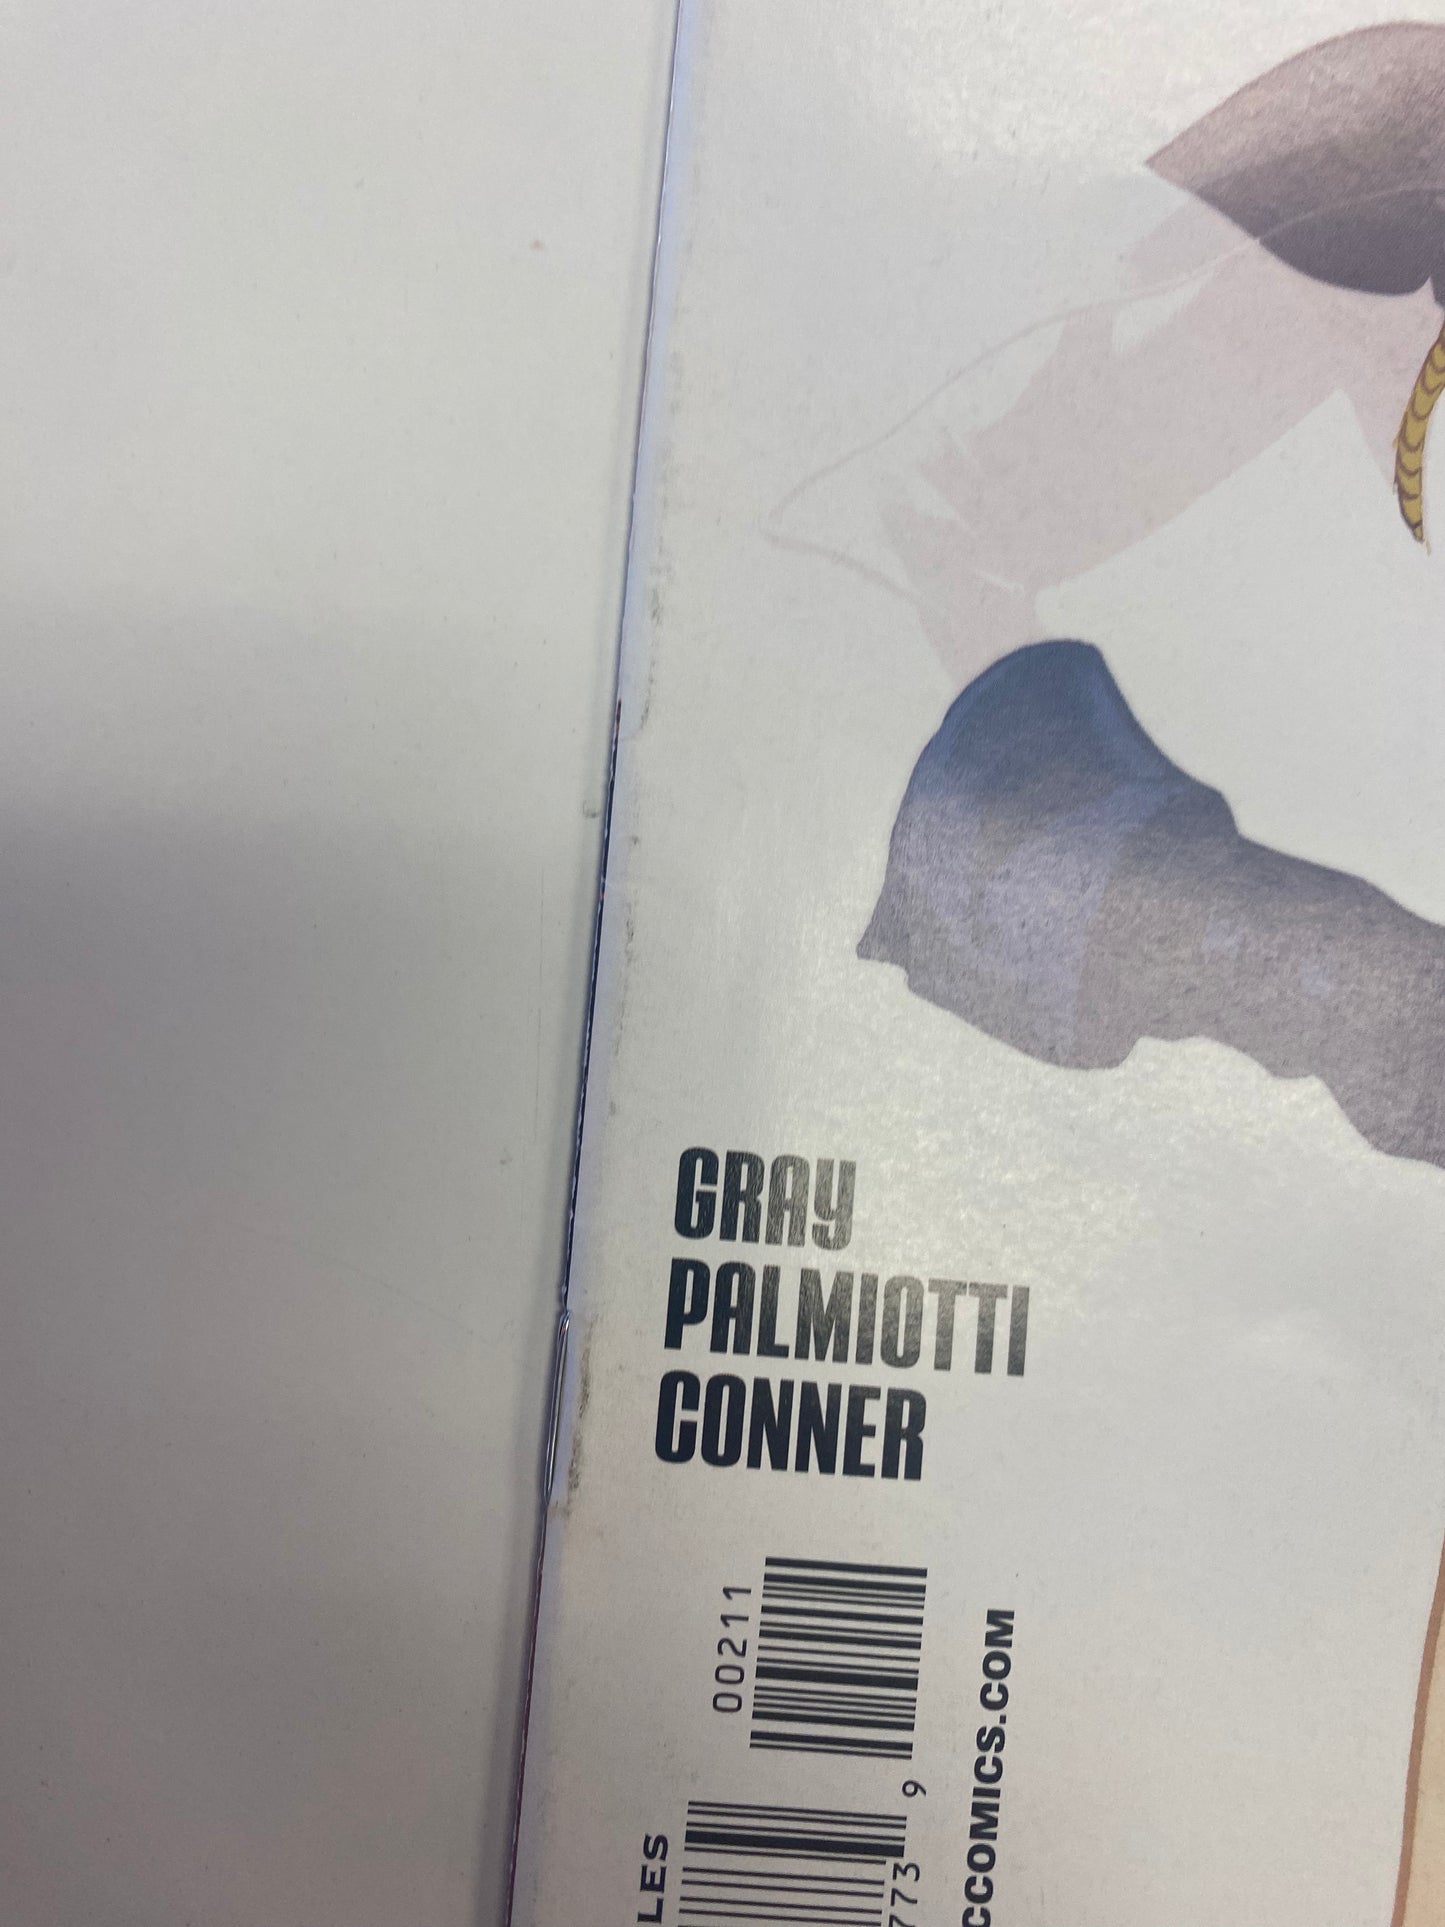 GRAY
PALMIOTTI
CONNER
00211
9
773
LES
CCOMICS.COM